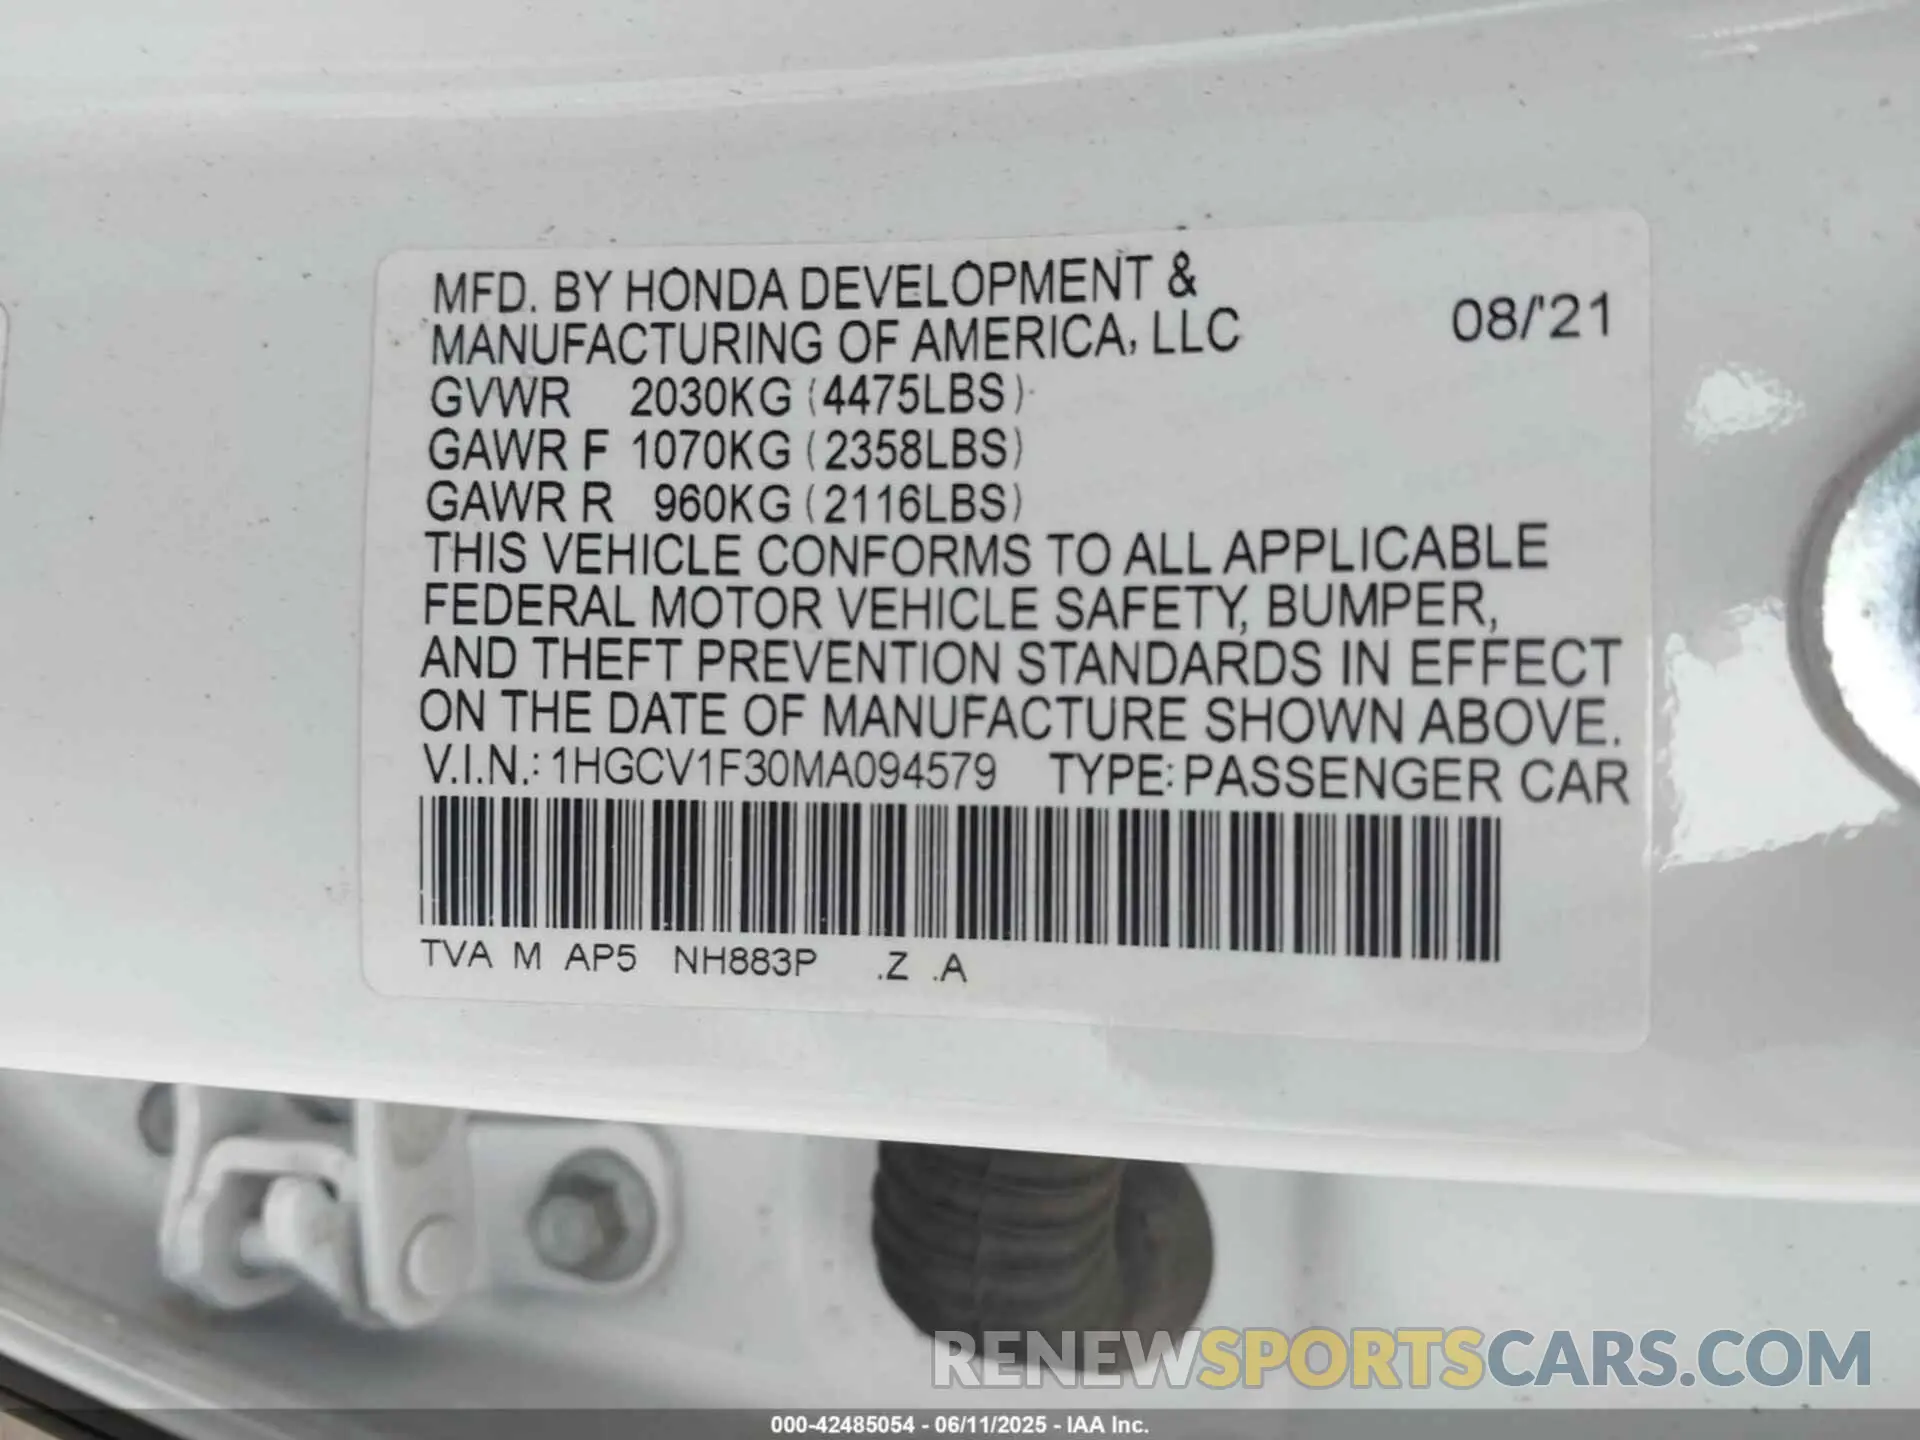 MFD. BY HONDA DEVELOPMENT &
MANUFACTURING OF AMERICA, LLC 08/'21
GVWR 2030KG (4475LBS)
GAWR F 1070KG (2358LBS)
GAWR R 960KG (2116LBS)
THIS VEHICLE CONFORMS TO ALL APPLICABLE
FEDERAL MOTOR VEHICLE SAFETY, BUMPER,
AND THEFT PREVENTION STANDARDS IN EFFECT
ON THE DATE OF MANUFACTURE SHOWN ABOVE.
V.I.N.: 1HGCV1F30MA094579 TYPE: PASSENGER CAR
TVA M AP5 NH883P .Z .A
RENEWSPORTSCARS.COM
000-42485054 - 06/11/2025 - IAA Inc.